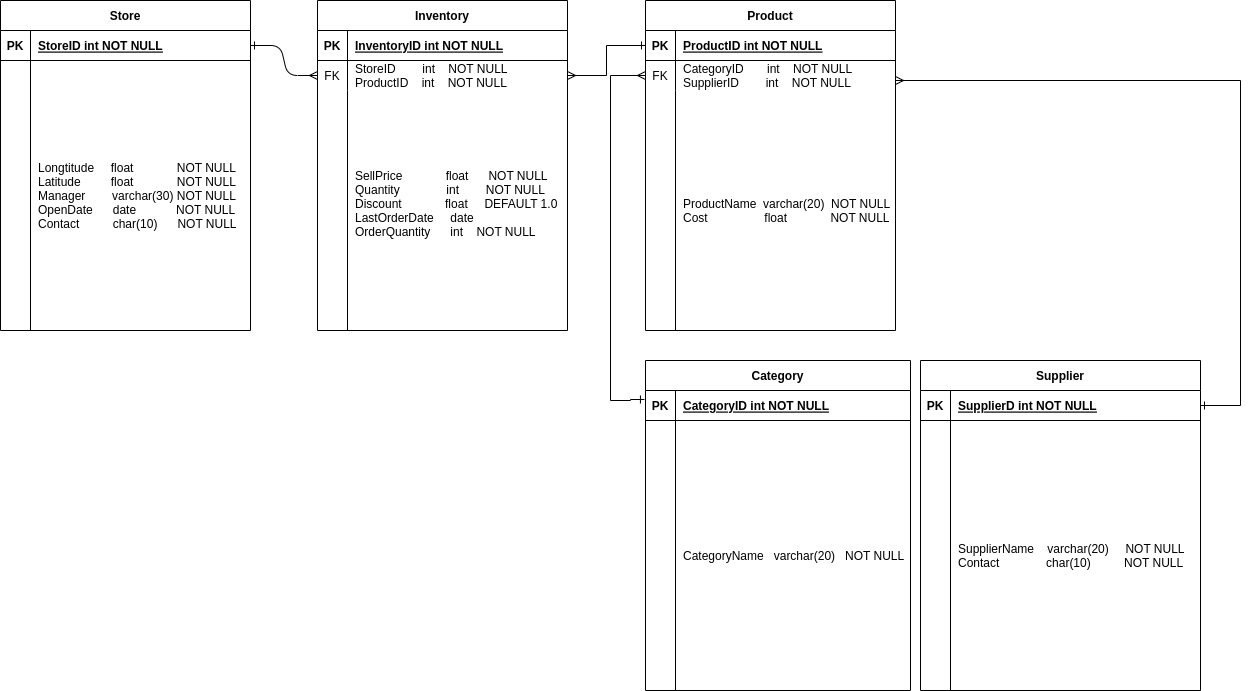 Store
PK StoreID int NOT NULL
Longtitude float NOT NULL
Latitude float NOT NULL
Manager varchar(30) NOT NULL
OpenDate date NOT NULL
Contact char(10) NOT NULL
Inventory
PK InventoryID int NOT NULL
FK
StoreID int NOT NULL
ProductID int NOT NULL
SellPrice float NOT NULL
Quantity int NOT NULL
Discount float DEFAULT 1.0
LastOrderDate date
OrderQuantity int NOT NULL
Product
PK ProductID int NOT NULL
FK
CategoryID int NOT NULL
SupplierID int NOT NULL
ProductName varchar(20) NOT NULL
Cost float NOT NULL
Category
PK CategoryID int NOT NULL
CategoryName varchar(20) NOT NULL
Supplier
PK SupplierD int NOT NULL
SupplierName varchar(20) NOT NULL
Contact char(10) NOT NULL